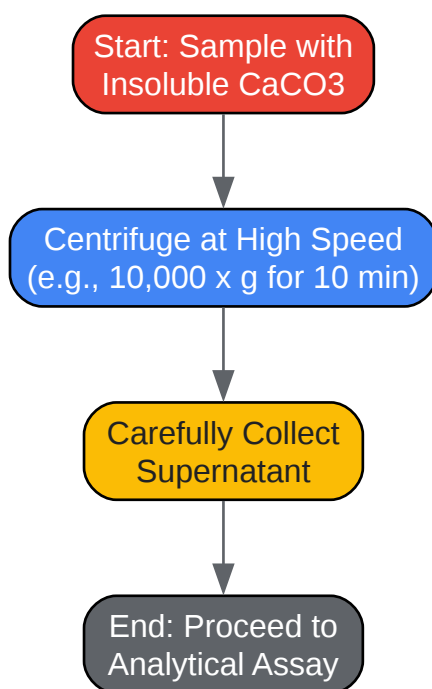 Start: Sample with
Insoluble CaCO3
Centrifuge at High Speed
(e.g., 10,000 x g for 10 min)
Carefully Collect
Supernatant
End: Proceed to
Analytical Assay